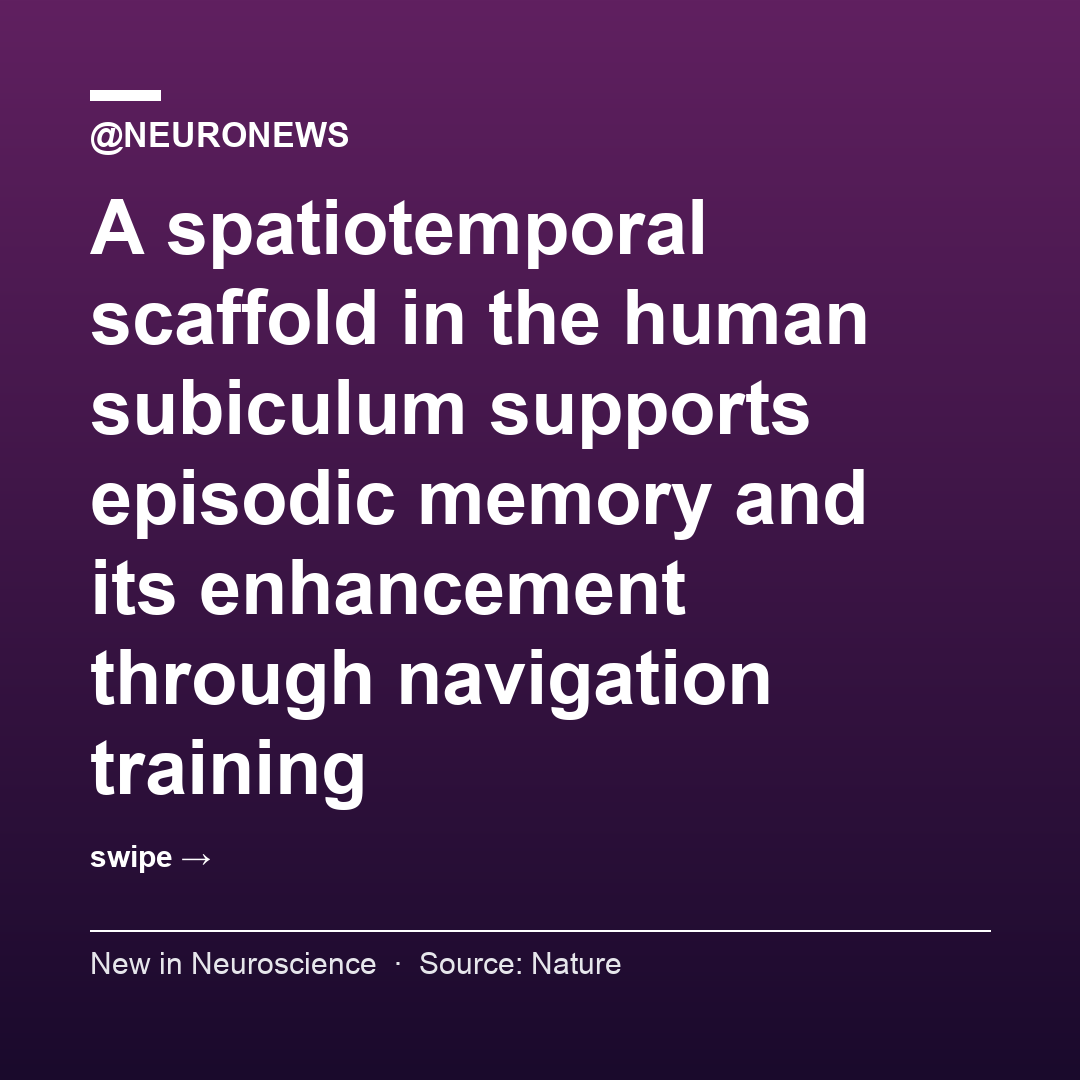 @NEURONEWS
A spatiotemporal
scaffold in the human
subiculum supports
episodic memory and
its enhancement
through navigation
training
swipe →
New in Neuroscience · Source: Nature